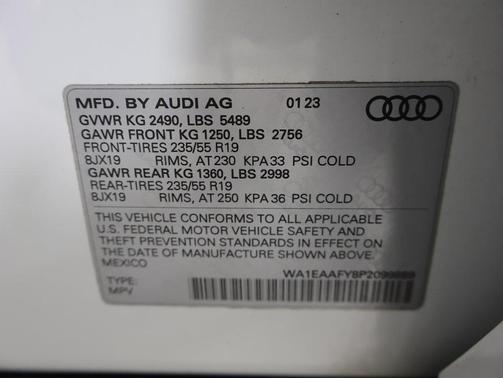 MFD. BY AUDI AG 01 23
GVWR KG 2490, LBS 5489
GAWR FRONT KG 1250, LBS 2756
FRONT-TIRES 235/55 R19
8JX19 RIMS, AT 230 KPA 33 PSI COLD
GAWR REAR KG 1360, LBS 2998
REAR-TIRES 235/55 R19
8JX19 RIMS, AT 250 KPA 36 PSI COLD
THIS VEHICLE CONFORMS TO ALL APPLICABLE
U.S. FEDERAL MOTOR VEHICLE SAFETY AND
THEFT PREVENTION STANDARDS IN EFFECT ON
THE DATE OF MANUFACTURE SHOWN ABOVE.
MEXICO
TYPE:
MPV